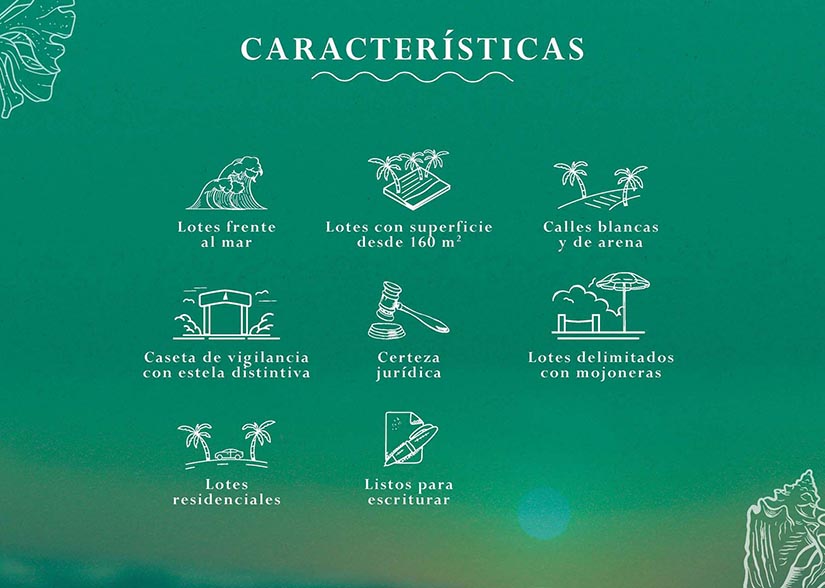 CARACTERÍSTICAS
Lotes frente
al mar
Lotes con superficie
desde 160 m²
Calles blancas
y de arena
Caseta de vigilancia
con estela distintiva
Certeza
jurídica
Lotes delimitados
con mojoneras
Lotes
residenciales
Listos para
escriturar